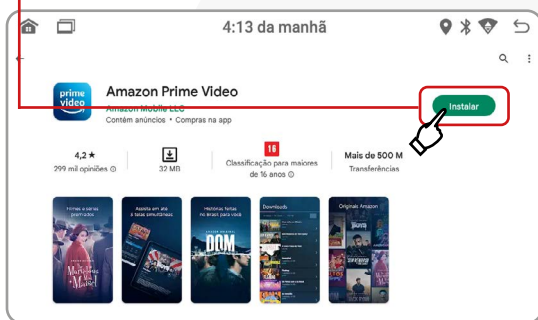 4:13 da manhã
prime video
Amazon Prime Video
Amazon Mobile LLC
Contém anúncios • Compras na app
Instalar
4,2 ★
299 mil opiniões
32 MB
16
Classificação para maiores
de 16 anos
Mais de 500 M
Transferências
Filmes e séries
premiados
Assista em até
3 telas simultâneas
Histórias feitas
no Brasil para você
DOM
Downloads
Originais Amazon
Maisel